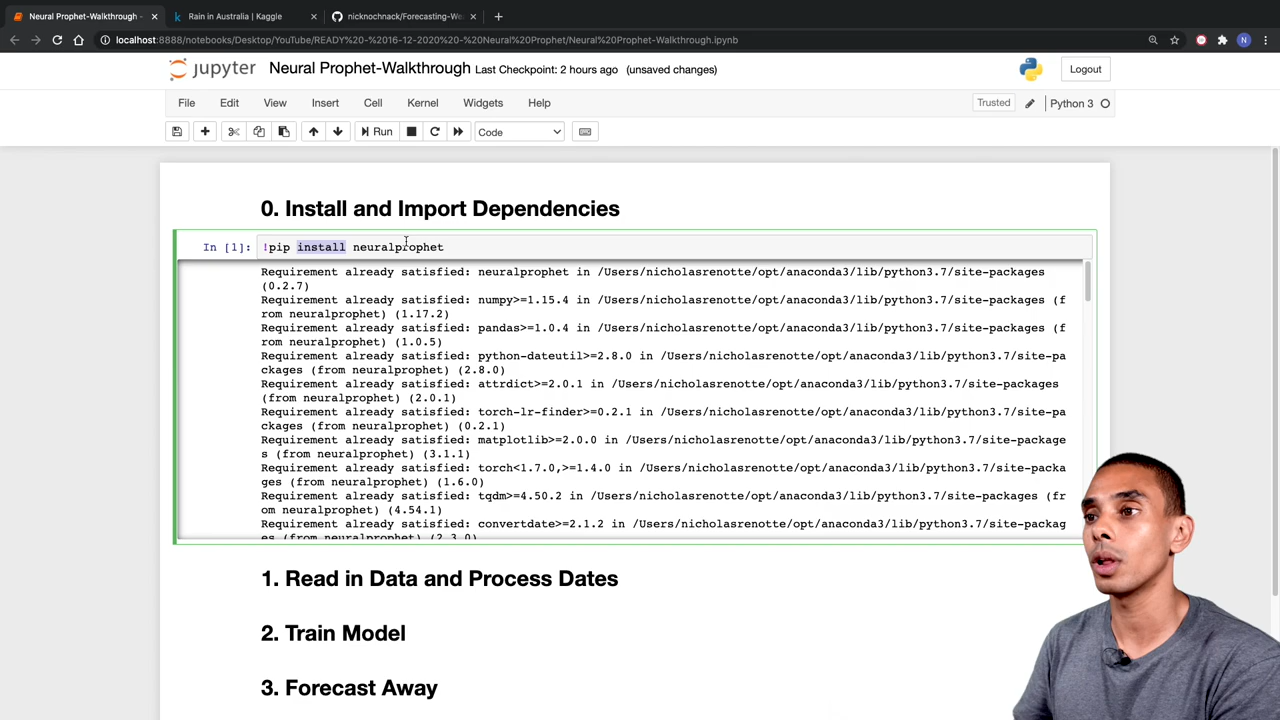 Neural Prophet-Walkthrough - Rain in Australia | Kaggle nicknochnack/Forecasting-We
localhost:8888/notebooks/Desktop/YouTube/READY%20-%2016-12-2020%20-%20Neural%20Prophet/Neural%20Prophet-Walkthrough.ipynb N
jupyter Neural Prophet-Walkthrough Last Checkpoint: 2 hours ago (unsaved changes) Logout
File Edit View Insert Cell Kernel Widgets Help Trusted Python 3
Run Code
0. Install and Import Dependencies
In [1]: !pip install neuralprophet
Requirement already satisfied: neuralprophet in /Users/nicholasrenotte/opt/anaconda3/lib/python3.7/site-packages
(0.2.7)
Requirement already satisfied: numpy>=1.15.4 in /Users/nicholasrenotte/opt/anaconda3/lib/python3.7/site-packages (f
rom neuralprophet) (1.17.2)
Requirement already satisfied: pandas>=1.0.4 in /Users/nicholasrenotte/opt/anaconda3/lib/python3.7/site-packages (f
rom neuralprophet) (1.0.5)
Requirement already satisfied: python-dateutil>=2.8.0 in /Users/nicholasrenotte/opt/anaconda3/lib/python3.7/site-pa
ckages (from neuralprophet) (2.8.0)
Requirement already satisfied: attrdict>=2.0.1 in /Users/nicholasrenotte/opt/anaconda3/lib/python3.7/site-packages
(from neuralprophet) (2.0.1)
Requirement already satisfied: torch-lr-finder>=0.2.1 in /Users/nicholasrenotte/opt/anaconda3/lib/python3.7/site-pa
ckages (from neuralprophet) (0.2.1)
Requirement already satisfied: matplotlib>=2.0.0 in /Users/nicholasrenotte/opt/anaconda3/lib/python3.7/site-package
s (from neuralprophet) (3.1.1)
Requirement already satisfied: torch<1.7.0,>=1.4.0 in /Users/nicholasrenotte/opt/anaconda3/lib/python3.7/site-packa
ges (from neuralprophet) (1.6.0)
Requirement already satisfied: tqdm>=4.50.2 in /Users/nicholasrenotte/opt/anaconda3/lib/python3.7/site-packages (fr
om neuralprophet) (4.54.1)
Requirement already satisfied: convertdate>=2.1.2 in /Users/nicholasrenotte/opt/anaconda3/lib/python3.7/site-packag
es (from neuralprophet) (2.3.0)
1. Read in Data and Process Dates
2. Train Model
3. Forecast Away